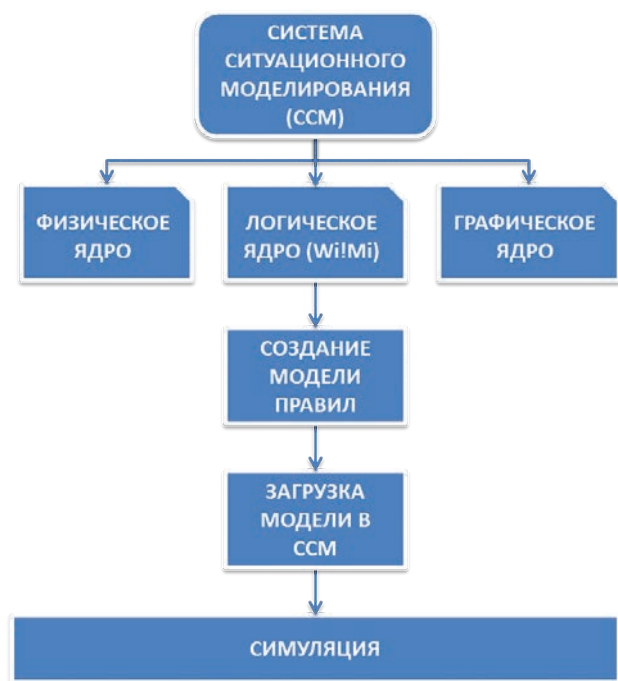 СИСТЕМА
СИТУАЦИОННОГО
МОДЕЛИРОВАНИЯ
(ССМ)
ФИЗИЧЕСКОЕ
ЯДРО
ЛОГИЧЕСКОЕ
ЯДРО (Wi!Mi)
ГРАФИЧЕСКОЕ
ЯДРО
СОЗДАНИЕ
МОДЕЛИ
ПРАВИЛ
ЗАГРУЗКА
МОДЕЛИ В
ССМ
СИМУЛЯЦИЯ